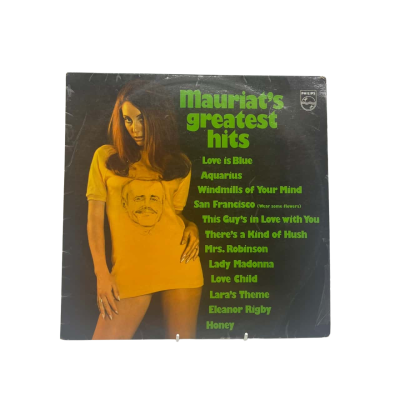 Mauriat's
greatest
hits
PHILIPS
Love is Blue
Aquarius
Windmills of Your Mind
San Francisco (Wear some flowers)
This Guy's in Love with You
There's a Kind of Hush
Mrs. Robinson
Lady Madonna
Love Child
Lara's Theme
Eleanor Rigby
Honey